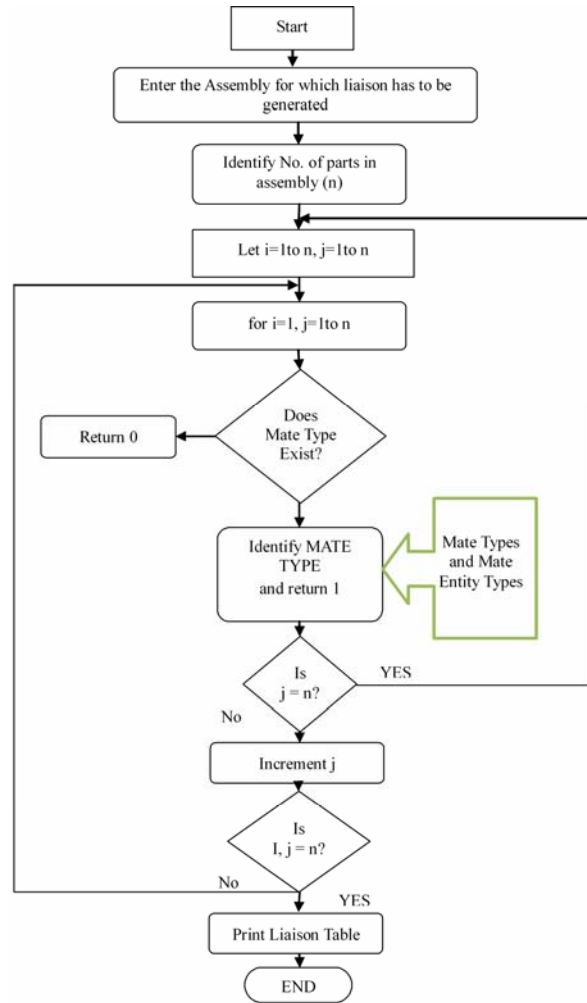 Start
Enter the Assembly for which liaison has to be
generated
Identify No. of parts in
assembly (n)
Let i=1to n, j=1to n
for i=1, j=1to n
Does
Mate Type
Exist?
Return 0
Identify MATE
TYPE
and return 1
Mate Types
and Mate
Entity Types
Is
j = n?
YES
No
Increment j
Is
I, j = n?
No
YES
Print Liaison Table
END